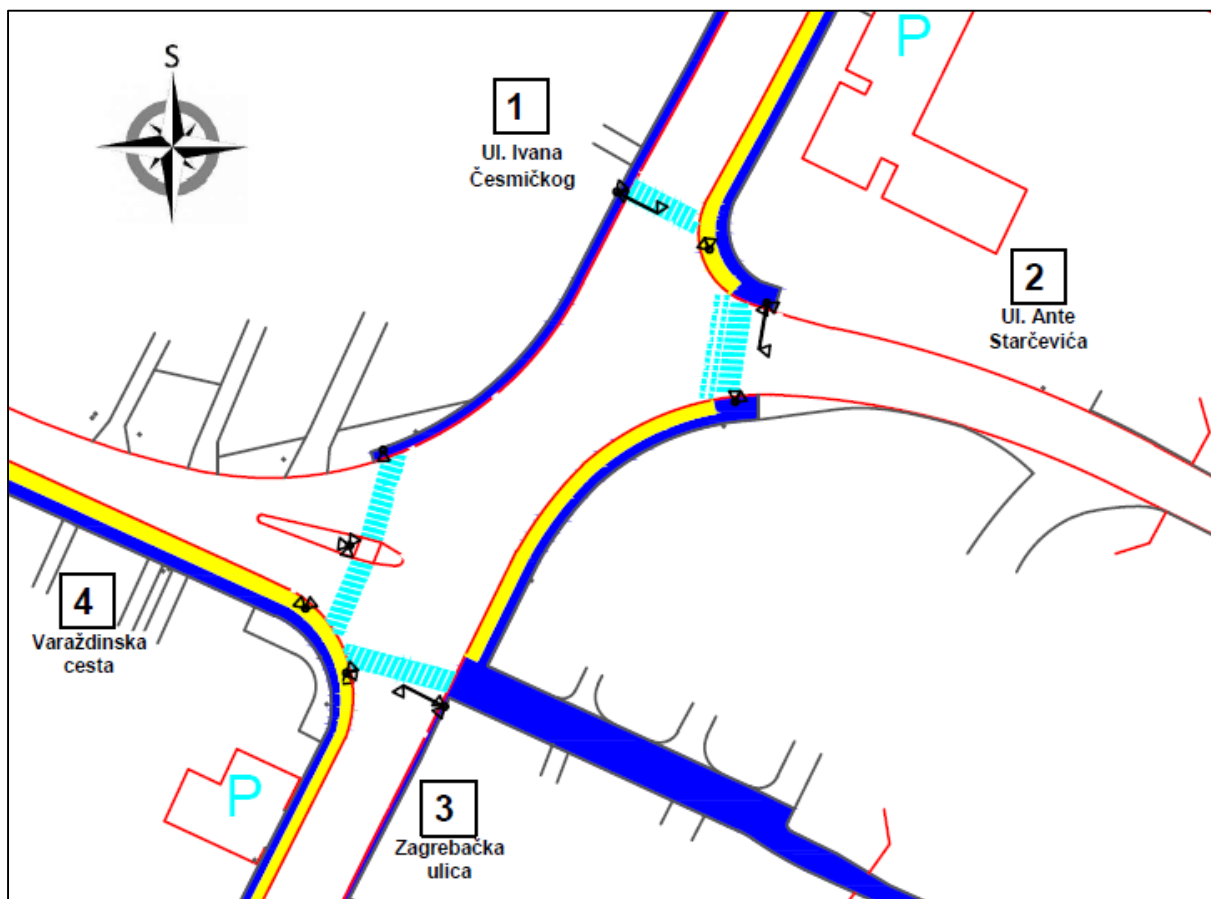 P
S
1
Ul. Ivana
Česmičkog
2
Ul. Ante
Starčevića
4
Varaždinska
cesta
P
3
Zagrebačka
ulica